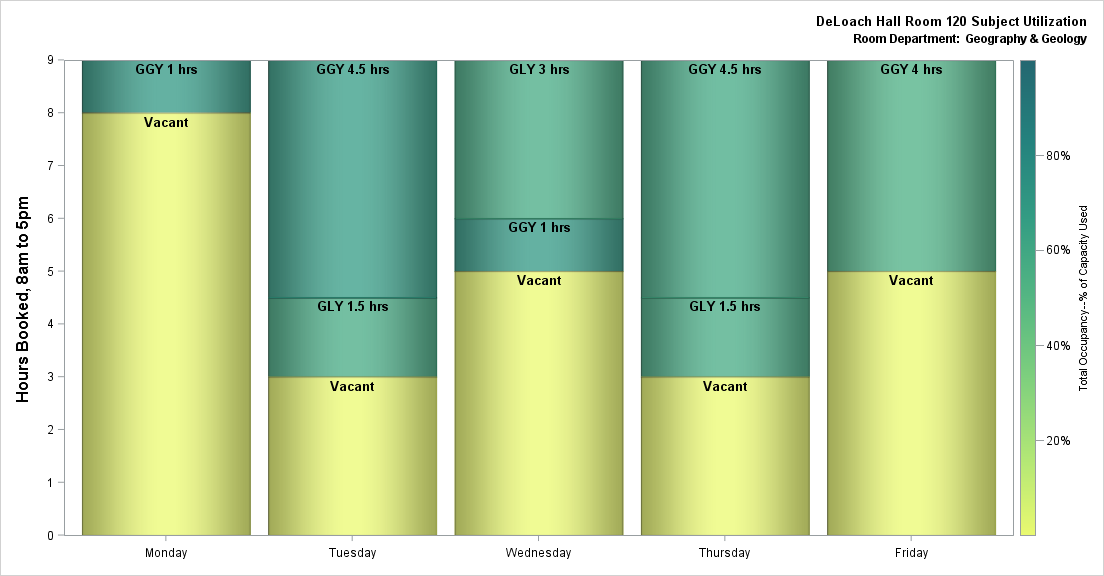 DeLoach Hall Room 120 Subject Utilization
Room Department: Geography & Geology
Hours Booked, 8am to 5pm
9
8
7
6
5
4
3
2
1
0
GGY 1 hrs
Vacant
GGY 4.5 hrs
GLY 1.5 hrs
Vacant
GLY 3 hrs
GGY 1 hrs
Vacant
GGY 4.5 hrs
GLY 1.5 hrs
Vacant
GGY 4 hrs
Vacant
Monday
Tuesday
Wednesday
Thursday
Friday
80%
60%
40%
20%
Total Occupancy--% of Capacity Used